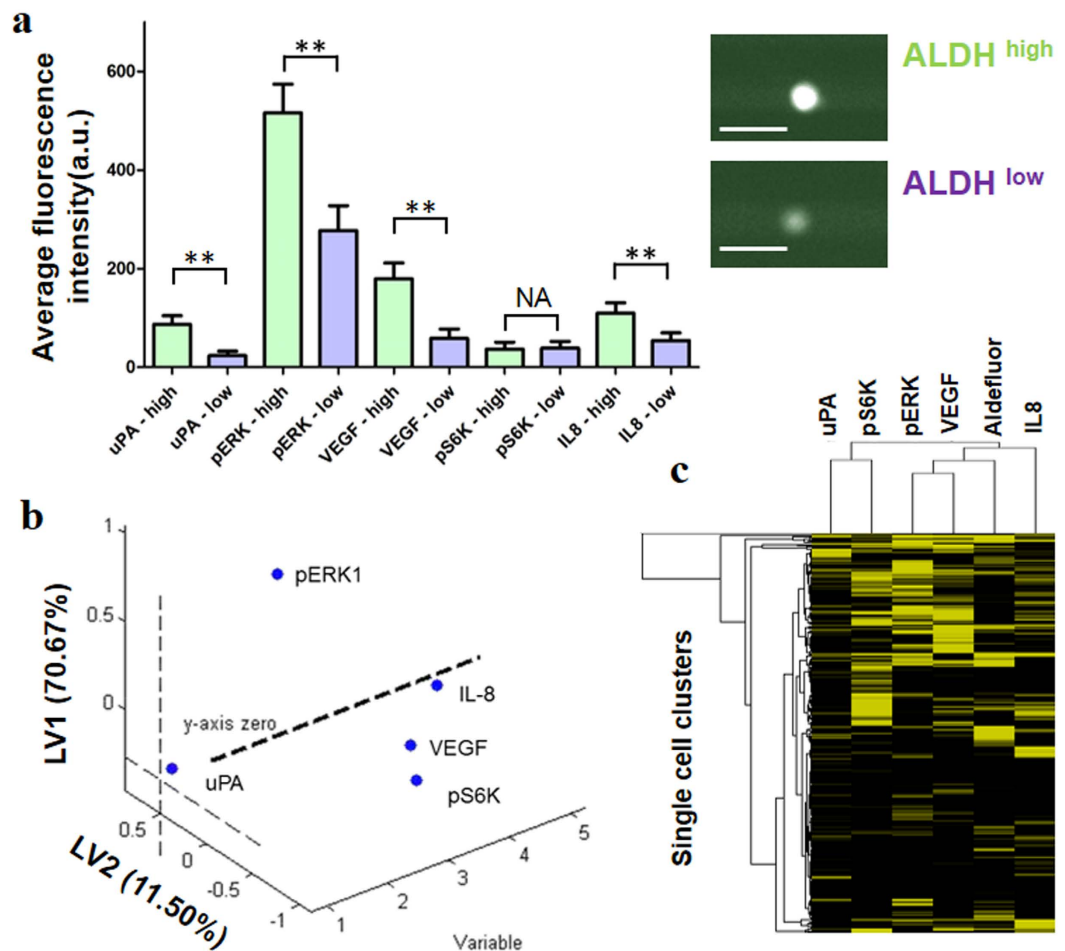 a
Average fluorescence
intensity(a.u.)
600
400
200
0
**
**
**
NA
**
uPA - high
uPA - low
pERK - high
pERK - low
VEGF - high
VEGF - low
pS6K - high
pS6K - low
IL8 - high
IL8 - low
ALDH high
ALDH low
b
LV1 (70.67%)
1
0.5
0
pERK1
IL-8
y-axis zero
VEGF
uPA
pS6K
0.5
0
-0.5
-1
LV2 (11.50%)
1
2
3
4
5
Variable
c
uPA
pS6K
pERK
VEGF
Aldefluor
IL8
Single cell clusters